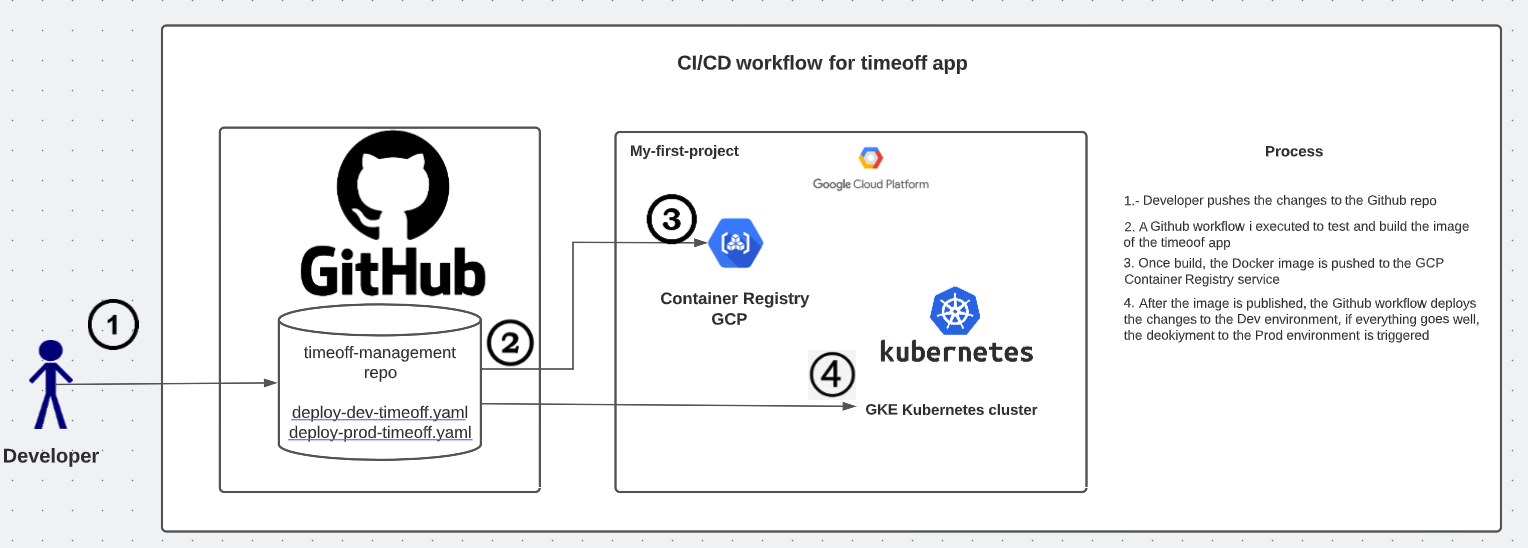 CI/CD workflow for timeoff app
GitHub
timeoff-management
repo
deploy-dev-timeoff.yaml
deploy-prod-timeoff.yaml
1
Developer
2
My-first-project
Google Cloud Platform
3
Container Registry
GCP
kubernetes
4
GKE Kubernetes cluster
Process
1.- Developer pushes the changes to the Github repo
2. A Github workflow i executed to test and build the image
of the timeoof app
3. Once build, the Docker image is pushed to the GCP
Container Registry service
4. After the image is published, the Github workflow deploys
the changes to the Dev environment, if everything goes well,
the deokiyment to the Prod environment is triggered